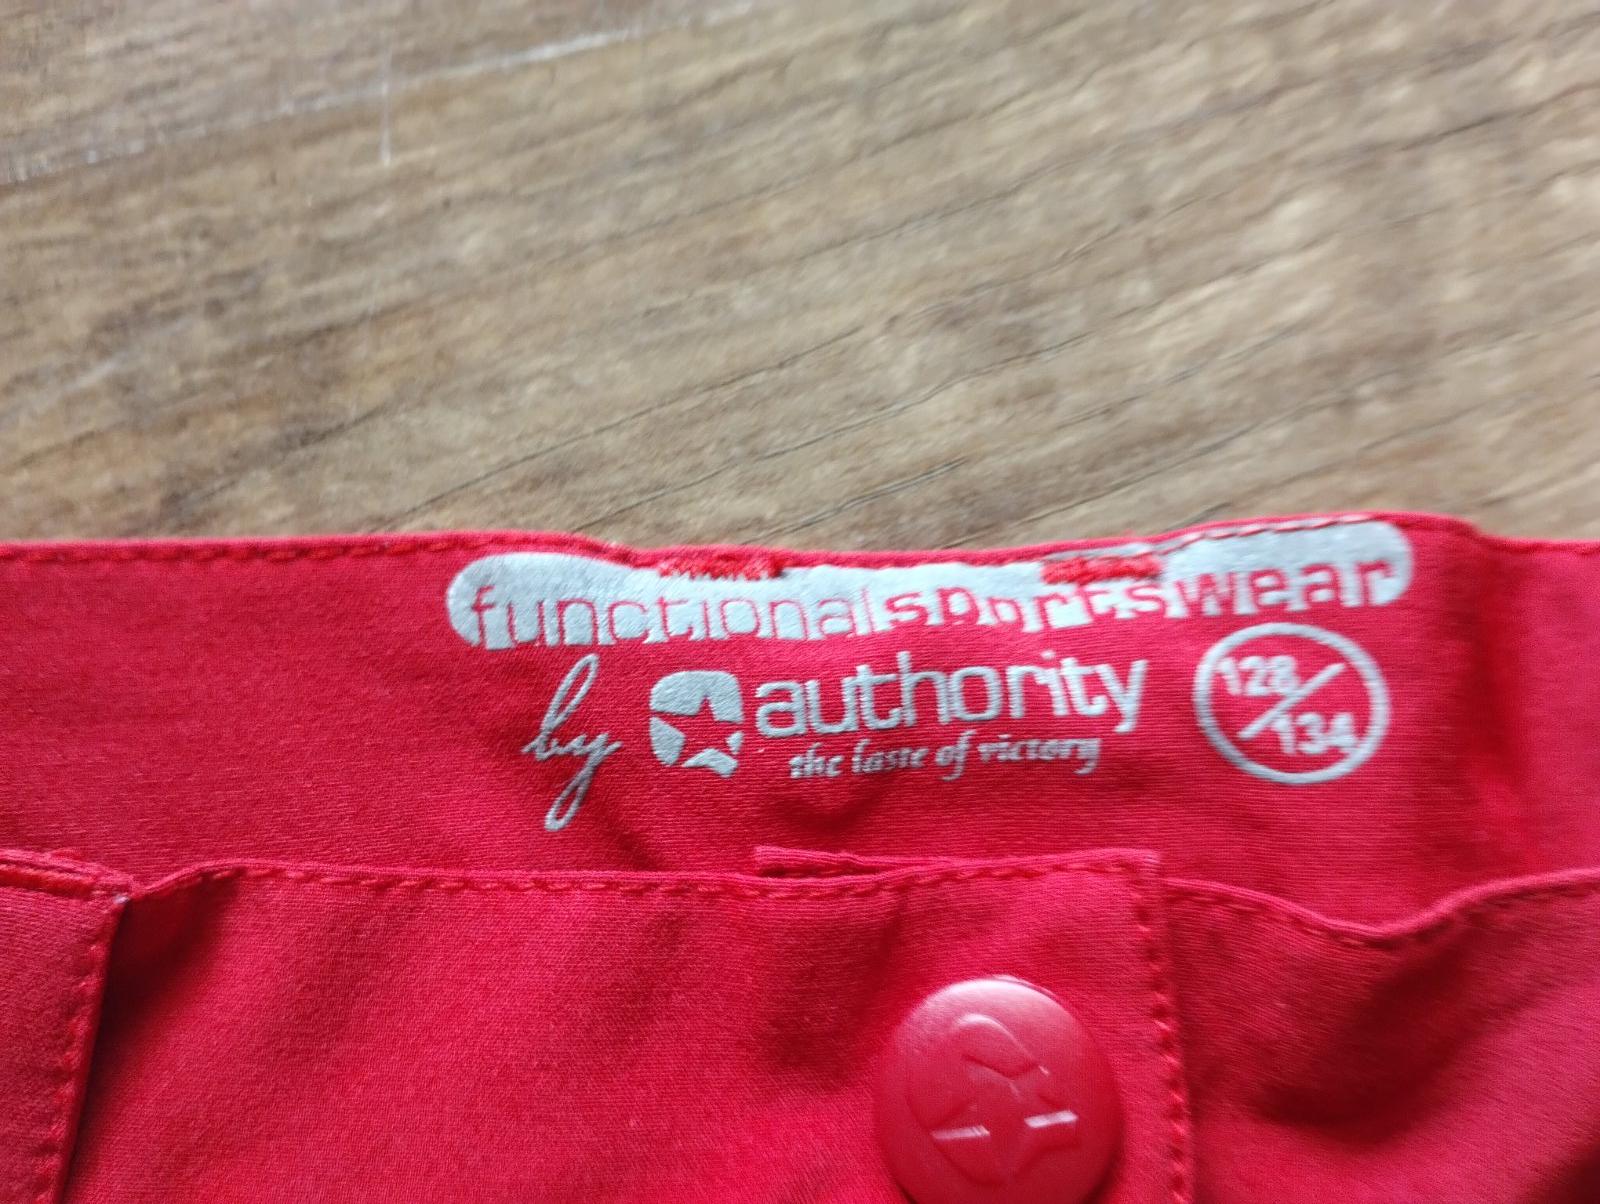 functionalsportswear
by authority
the taste of victory
128/134